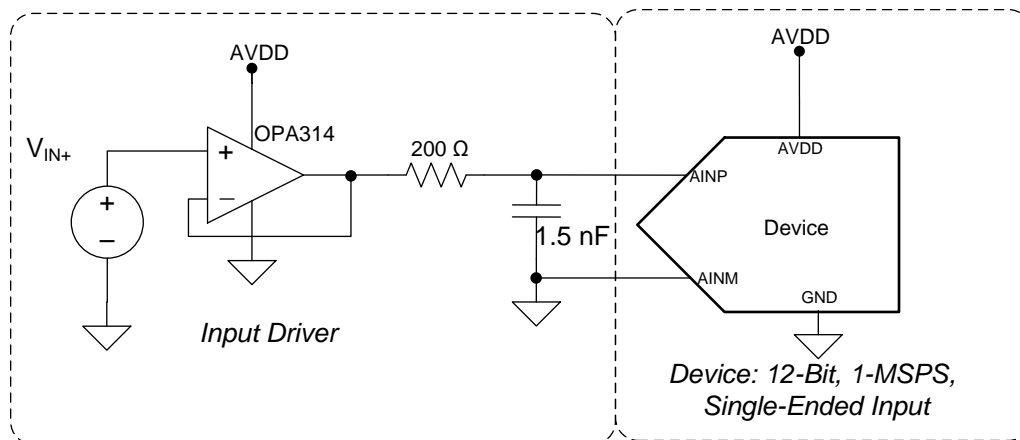 AVDD
OPA314
V_IN+
+
−
+
−
200 Ω
1.5 nF
Input Driver
AVDD
AVDD
AINP
Device
AINM
GND
Device: 12-Bit, 1-MSPS,
Single-Ended Input